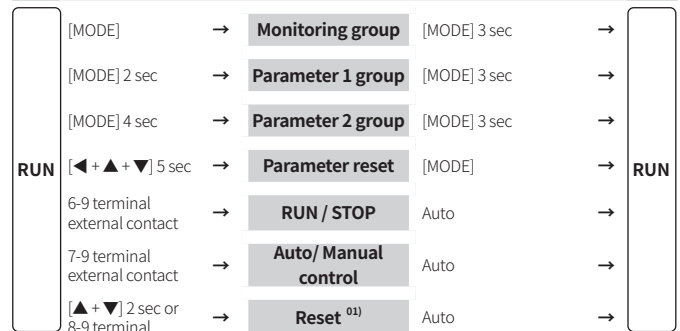 [MODE] → Monitoring group [MODE] 3 sec →
[MODE] 2 sec → Parameter 1 group [MODE] 3 sec →
[MODE] 4 sec → Parameter 2 group [MODE] 3 sec →
RUN [◀ + ▲ + ▼] 5 sec → Parameter reset [MODE] → RUN
6-9 terminal
external contact → RUN / STOP Auto →
7-9 terminal
external contact → Auto/ Manual
control Auto →
[▲ + ▼] 2 sec or
8-9 terminal → Reset 01) Auto →